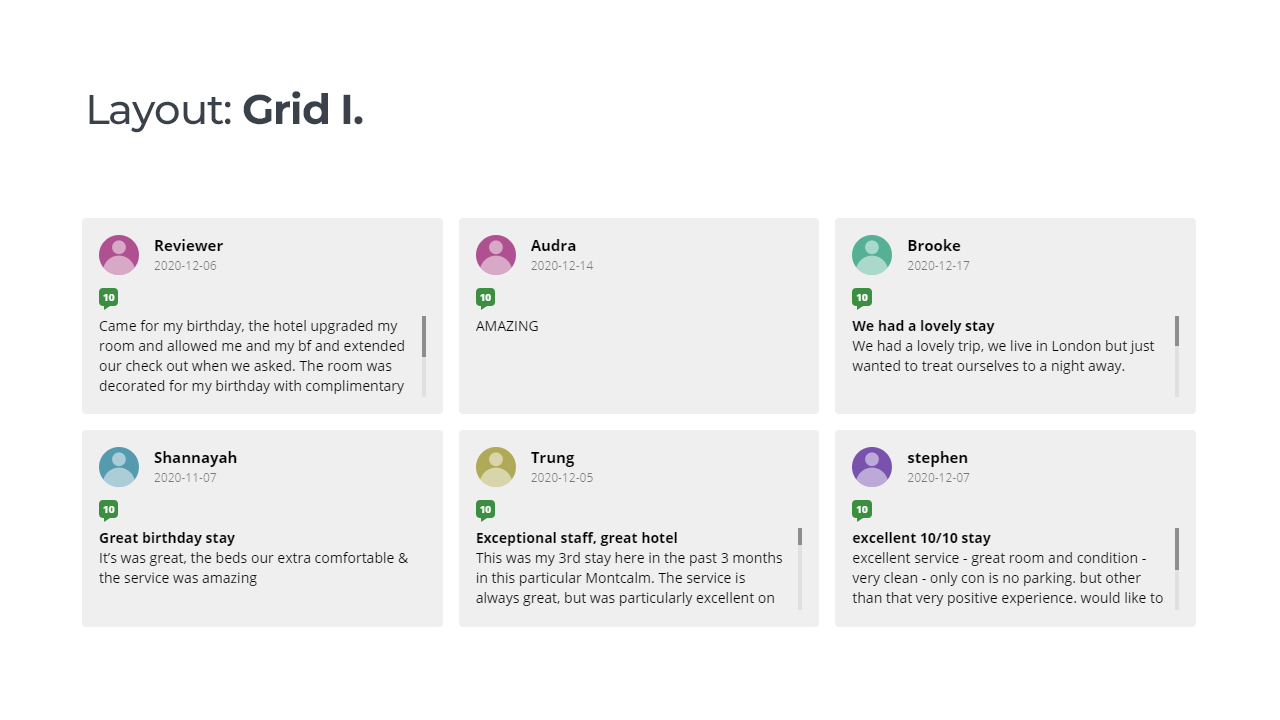 Layout: Grid I.
Reviewer
2020-12-06
10
Came for my birthday, the hotel upgraded my
room and allowed me and my bf and extended
our check out when we asked. The room was
decorated for my birthday with complimentary
Audra
2020-12-14
10
AMAZING
Brooke
2020-12-17
10
We had a lovely stay
We had a lovely trip, we live in London but just
wanted to treat ourselves to a night away.
Shannayah
2020-11-07
10
Great birthday stay
It’s was great, the beds our extra comfortable &
the service was amazing
Trung
2020-12-05
10
Exceptional staff, great hotel
This was my 3rd stay here in the past 3 months
in this particular Montcalm. The service is
always great, but was particularly excellent on
stephen
2020-12-07
10
excellent 10/10 stay
excellent service - great room and condition -
very clean - only con is no parking. but other
than that very positive experience. would like to